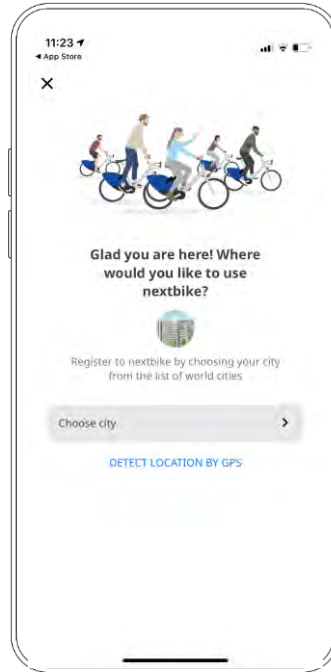 11:23
◀ App Store
Glad you are here! Where
would you like to use
nextbike?
Register to nextbike by choosing your city
from the list of world cities
Choose city
DETECT LOCATION BY GPS